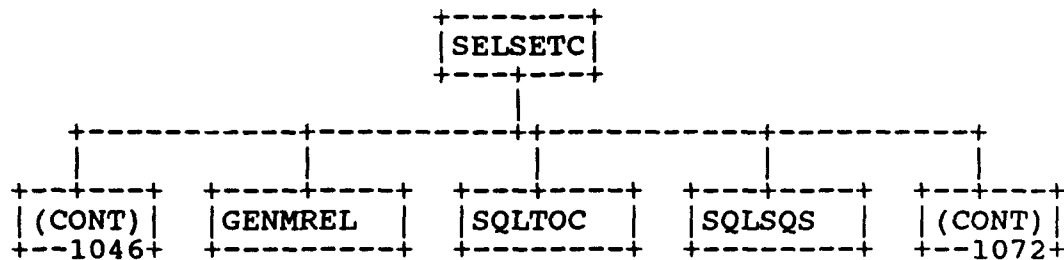 SELSETC
(CONT) GENMREL SQLTOC SQLSQS (CONT)
1046 1072